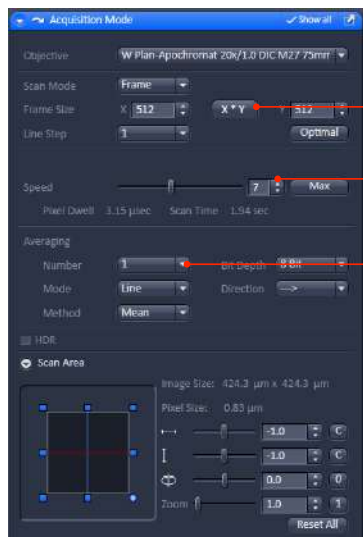 Acquisition Mode Show all
Objective W Plan-Apochromat 20x/1.0 DIC M27 75mm
Scan Mode Frame
Frame Size X 512 X * Y Y 512
Line Step 1 Optimal
Speed 7 Max
Pixel Dwell 3.15 µsec Scan Time 1.94 sec
Averaging
Number 1 Bit Depth 8 Bit
Mode Line Direction --->
Method Mean
HDR
Scan Area
Image Size: 424.3 µm x 424.3 µm
Pixel Size: 0.83 µm
-1.0 C
-1.0 C
0.0 0
Zoom 1.0 1
Reset All